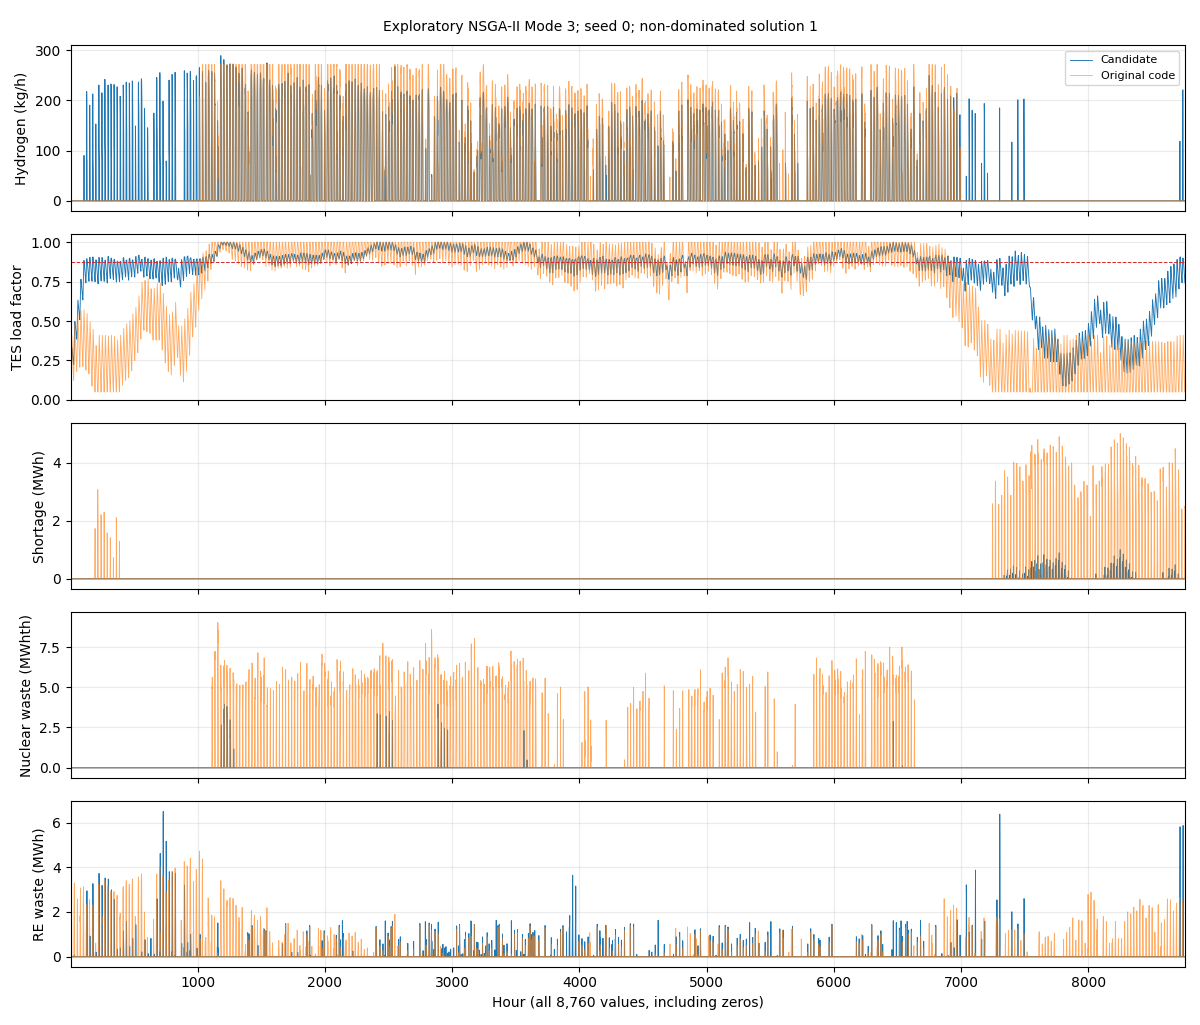 Exploratory NSGA-II Mode 3; seed 0; non-dominated solution 1
Hydrogen (kg/h)
300
200
100
0
Candidate
Original code
TES load factor
1.00
0.75
0.50
0.25
0.00
Shortage (MWh)
4
2
0
Nuclear waste (MWhth)
7.5
5.0
2.5
0.0
RE waste (MWh)
6
4
2
0
1000 2000 3000 4000 5000 6000 7000 8000
Hour (all 8,760 values, including zeros)